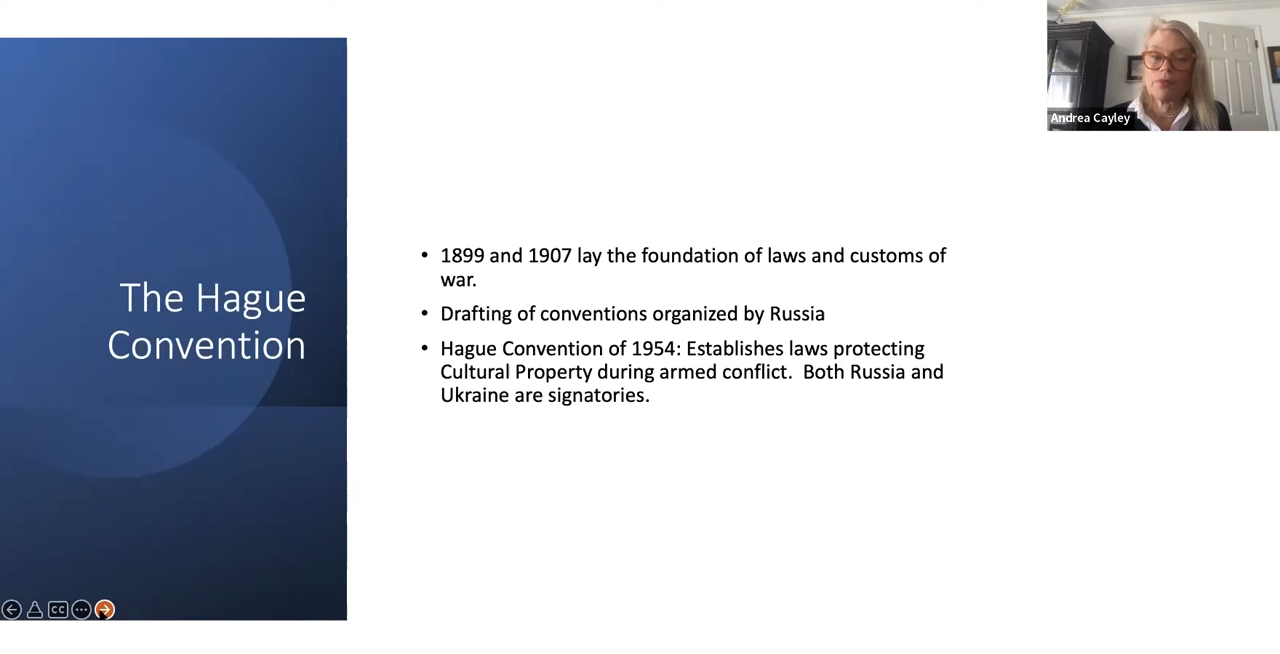 Andrea Cayley
The Hague
Convention
• 1899 and 1907 lay the foundation of laws and customs of
war.
• Drafting of conventions organized by Russia
• Hague Convention of 1954: Establishes laws protecting
Cultural Property during armed conflict.  Both Russia and
Ukraine are signatories.
CC